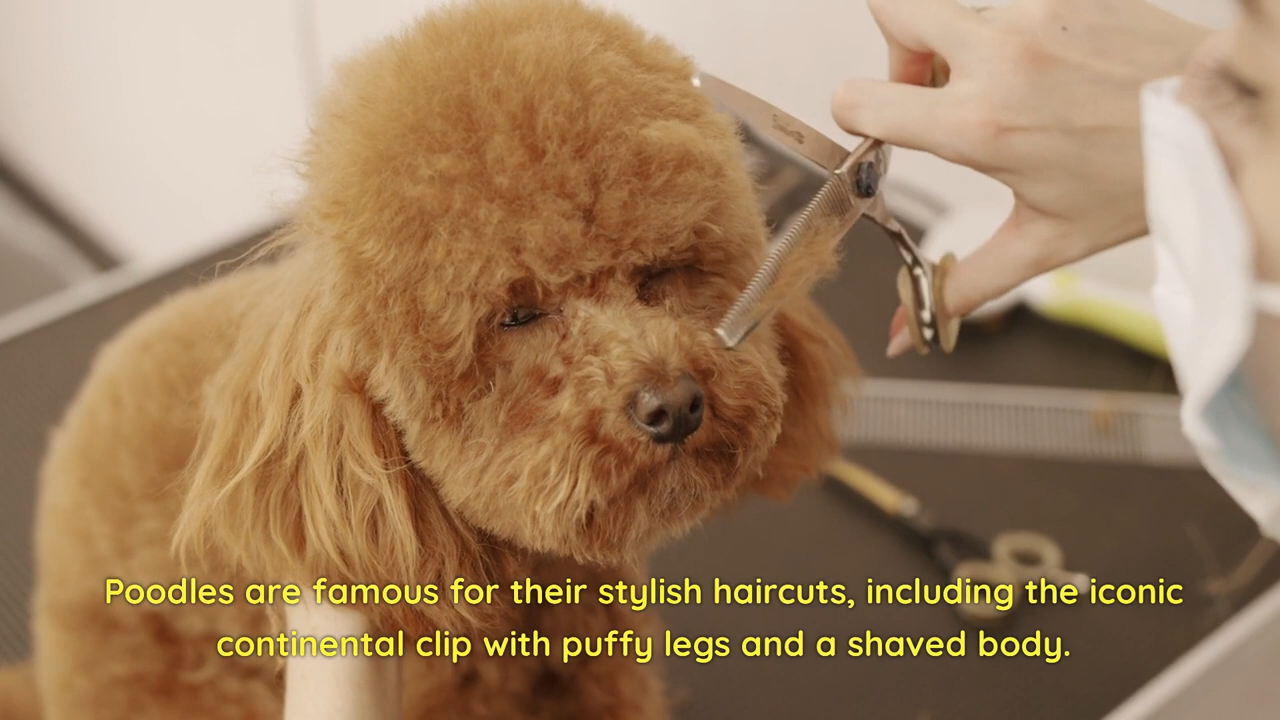 Poodles are famous for their stylish haircuts, including the iconic
continental clip with puffy legs and a shaved body.